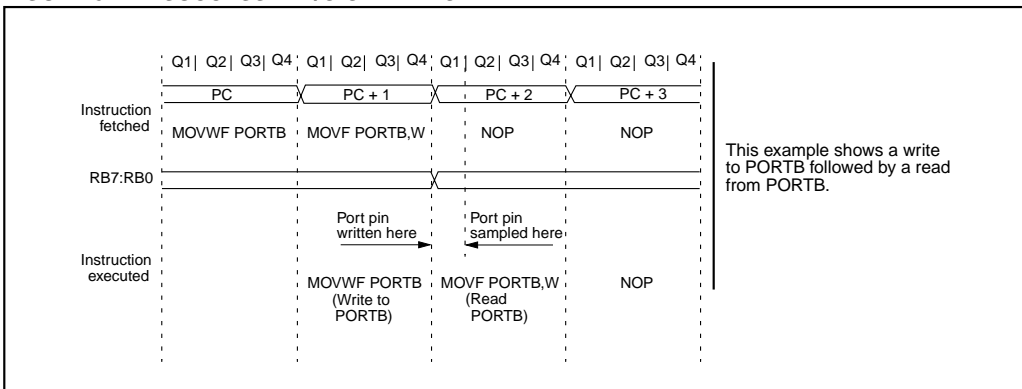 Q1| Q2| Q3| Q4 Q1| Q2| Q3| Q4 Q1| Q2| Q3| Q4 Q1| Q2| Q3| Q4
PC PC + 1 PC + 2 PC + 3
Instruction
fetched
MOVWF PORTB MOVF PORTB,W NOP NOP
This example shows a write
to PORTB followed by a read
from PORTB.
RB7:RB0
Port pin
written here
Port pin
sampled here
Instruction
executed
MOVWF PORTB
(Write to
PORTB)
MOVF PORTB,W
(Read
PORTB)
NOP